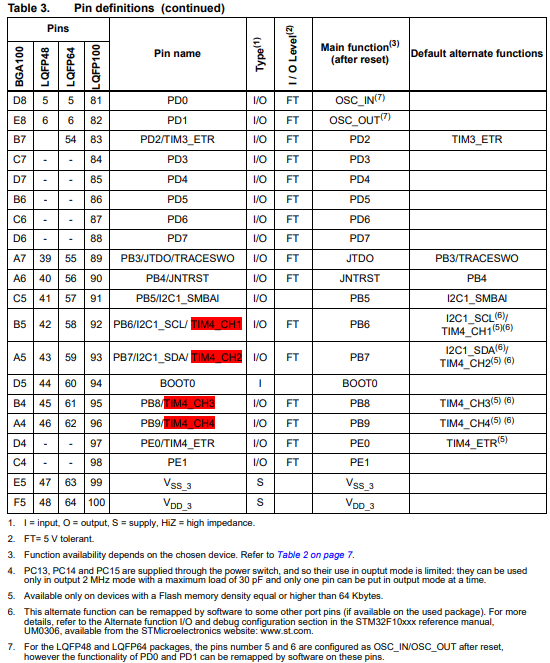 Table 3. Pin definitions (continued)
Pins
BGA100 LQFP48 LQFP64 LQFP100 Pin name Type(1) I / O Level(2) Main function(3) (after reset) Default alternate functions
D8 5 5 81 PD0 I/O FT OSC_IN(7)
E8 6 6 82 PD1 I/O FT OSC_OUT(7)
B7 54 83 PD2/TIM3_ETR I/O FT PD2 TIM3_ETR
C7 - - 84 PD3 I/O FT PD3
D7 - - 85 PD4 I/O FT PD4
B6 - - 86 PD5 I/O FT PD5
C6 - - 87 PD6 I/O FT PD6
D6 - - 88 PD7 I/O FT PD7
A7 39 55 89 PB3/JTDO/TRACESWO I/O FT JTDO PB3/TRACESWO
A6 40 56 90 PB4/JNTRST I/O FT JNTRST PB4
C5 41 57 91 PB5/I2C1_SMBAI I/O PB5 I2C1_SMBAI
B5 42 58 92 PB6/I2C1_SCL/ TIM4_CH1 I/O FT PB6 I2C1_SCL(6)/
TIM4_CH1(5)(6)
A5 43 59 93 PB7/I2C1_SDA/ TIM4_CH2 I/O FT PB7 I2C1_SDA(6)/
TIM4_CH2(5) (6)
D5 44 60 94 BOOT0 I BOOT0
B4 45 61 95 PB8/TIM4_CH3 I/O FT PB8 TIM4_CH3(5) (6)
A4 46 62 96 PB9/TIM4_CH4 I/O FT PB9 TIM4_CH4(5) (6)
D4 - - 97 PE0/TIM4_ETR I/O FT PE0 TIM4_ETR(5)
C4 - - 98 PE1 I/O FT PE1
E5 47 63 99 VSS_3 S VSS_3
F5 48 64 100 VDD_3 S VDD_3
1. I = input, O = output, S = supply, HiZ = high impedance.
2. FT= 5 V tolerant.
3. Function availability depends on the chosen device. Refer to Table 2 on page 7.
4. PC13, PC14 and PC15 are supplied through the power switch, and so their use in ouptut mode is limited: they can be used
only in output 2 MHz mode with a maximum load of 30 pF and only one pin can be put in output mode at a time.
5. Available only on devices with a Flash memory density equal or higher than 64 Kbytes.
6. This alternate function can be remapped by software to some other port pins (if available on the used package). For more
details, refer to the Alternate function I/O and debug configuration section in the STM32F10xxx reference manual,
UM0306, available from the STMicroelectronics website: www.st.com.
7. For the LQFP48 and LQFP64 packages, the pins number 5 and 6 are configured as OSC_IN/OSC_OUT after reset,
however the functionality of PD0 and PD1 can be remapped by software on these pins.